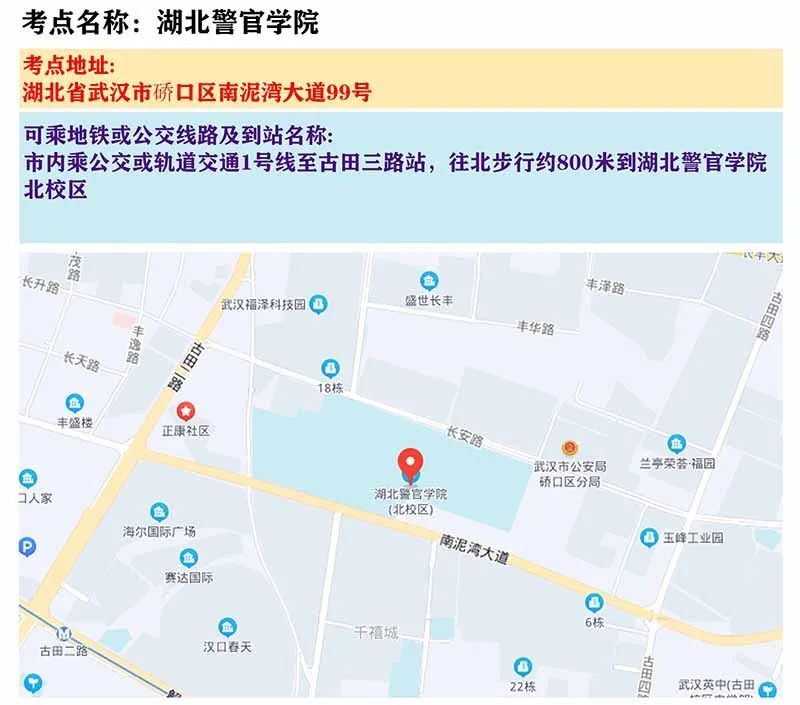 考点名称：湖北警官学院
考点地址:
湖北省武汉市硚口区南泥湾大道99号
可乘地铁或公交线路及到站名称:
市内乘公交或轨道交通1号线至古田三路站，往北步行约800米到湖北警官学院
北校区
长丰大
茂路
长升路
武汉福泽科技园
盛世长丰
丰泽路
古田四路
丰逸路
丰华路
长天路
古田二路
18栋
丰盛楼
正康社区
长安路
武汉市公安局
硚口区分局
兰亭荣荟·福园
湖北警官学院
(北校区)
口人家
海尔国际广场
南泥湾大道
玉峰工业园
P
赛达国际
6栋
汉口春天
千禧城
M
古田二路
古田四
22栋
武汉英中(古田